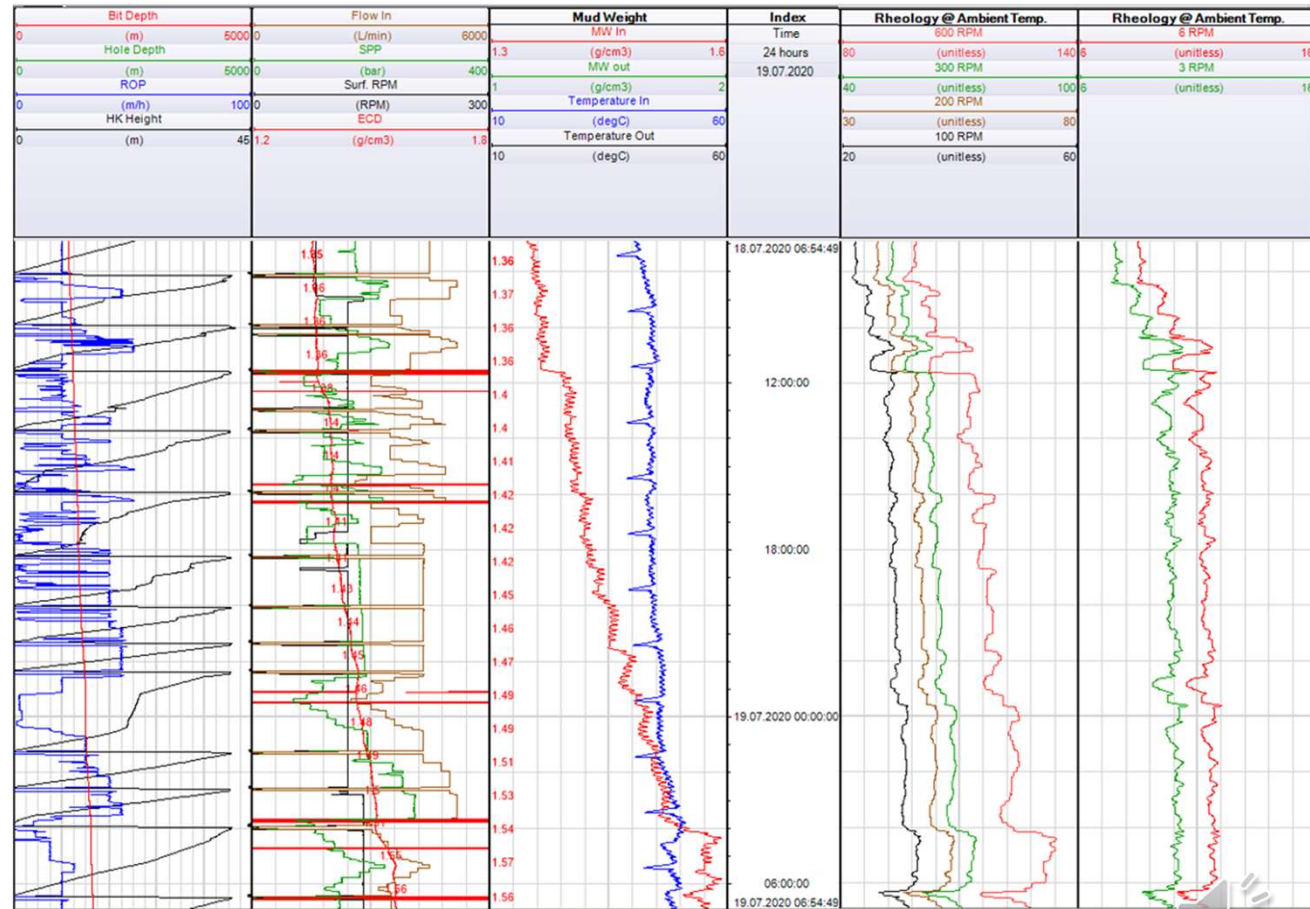 Bit Depth
0 (m) 5000
Hole Depth
0 (m) 5000
ROP
0 (m/h) 100
HK Height
0 (m) 45
Flow In
0 (L/min) 6000
SPP
0 (bar) 400
Surf. RPM
0 (RPM) 300
ECD
1.2 (g/cm3) 1.8
Mud Weight
MW In
1.3 (g/cm3) 1.6
MW out
1 (g/cm3) 2
Temperature In
10 (degC) 60
Temperature Out
10 (degC) 60
Index
Time
24 hours
19.07.2020
Rheology @ Ambient Temp.
600 RPM
80 (unitless) 140
300 RPM
40 (unitless) 100
200 RPM
30 (unitless) 80
100 RPM
20 (unitless) 60
Rheology @ Ambient Temp.
6 RPM
6 (unitless)
3 RPM
6 (unitless)
1.36
1.36
1.36
1.4
1.4
1.41
1.43
1.44
1.45
1.46
1.48
1.49
1.55
1.56
1.36
1.37
1.36
1.36
1.4
1.4
1.41
1.42
1.42
1.42
1.45
1.46
1.47
1.49
1.49
1.51
1.53
1.54
1.57
1.56
18.07.2020 06:54:49
12:00:00
18:00:00
19.07.2020 00:00:00
06:00:00
19.07.2020 06:54:49